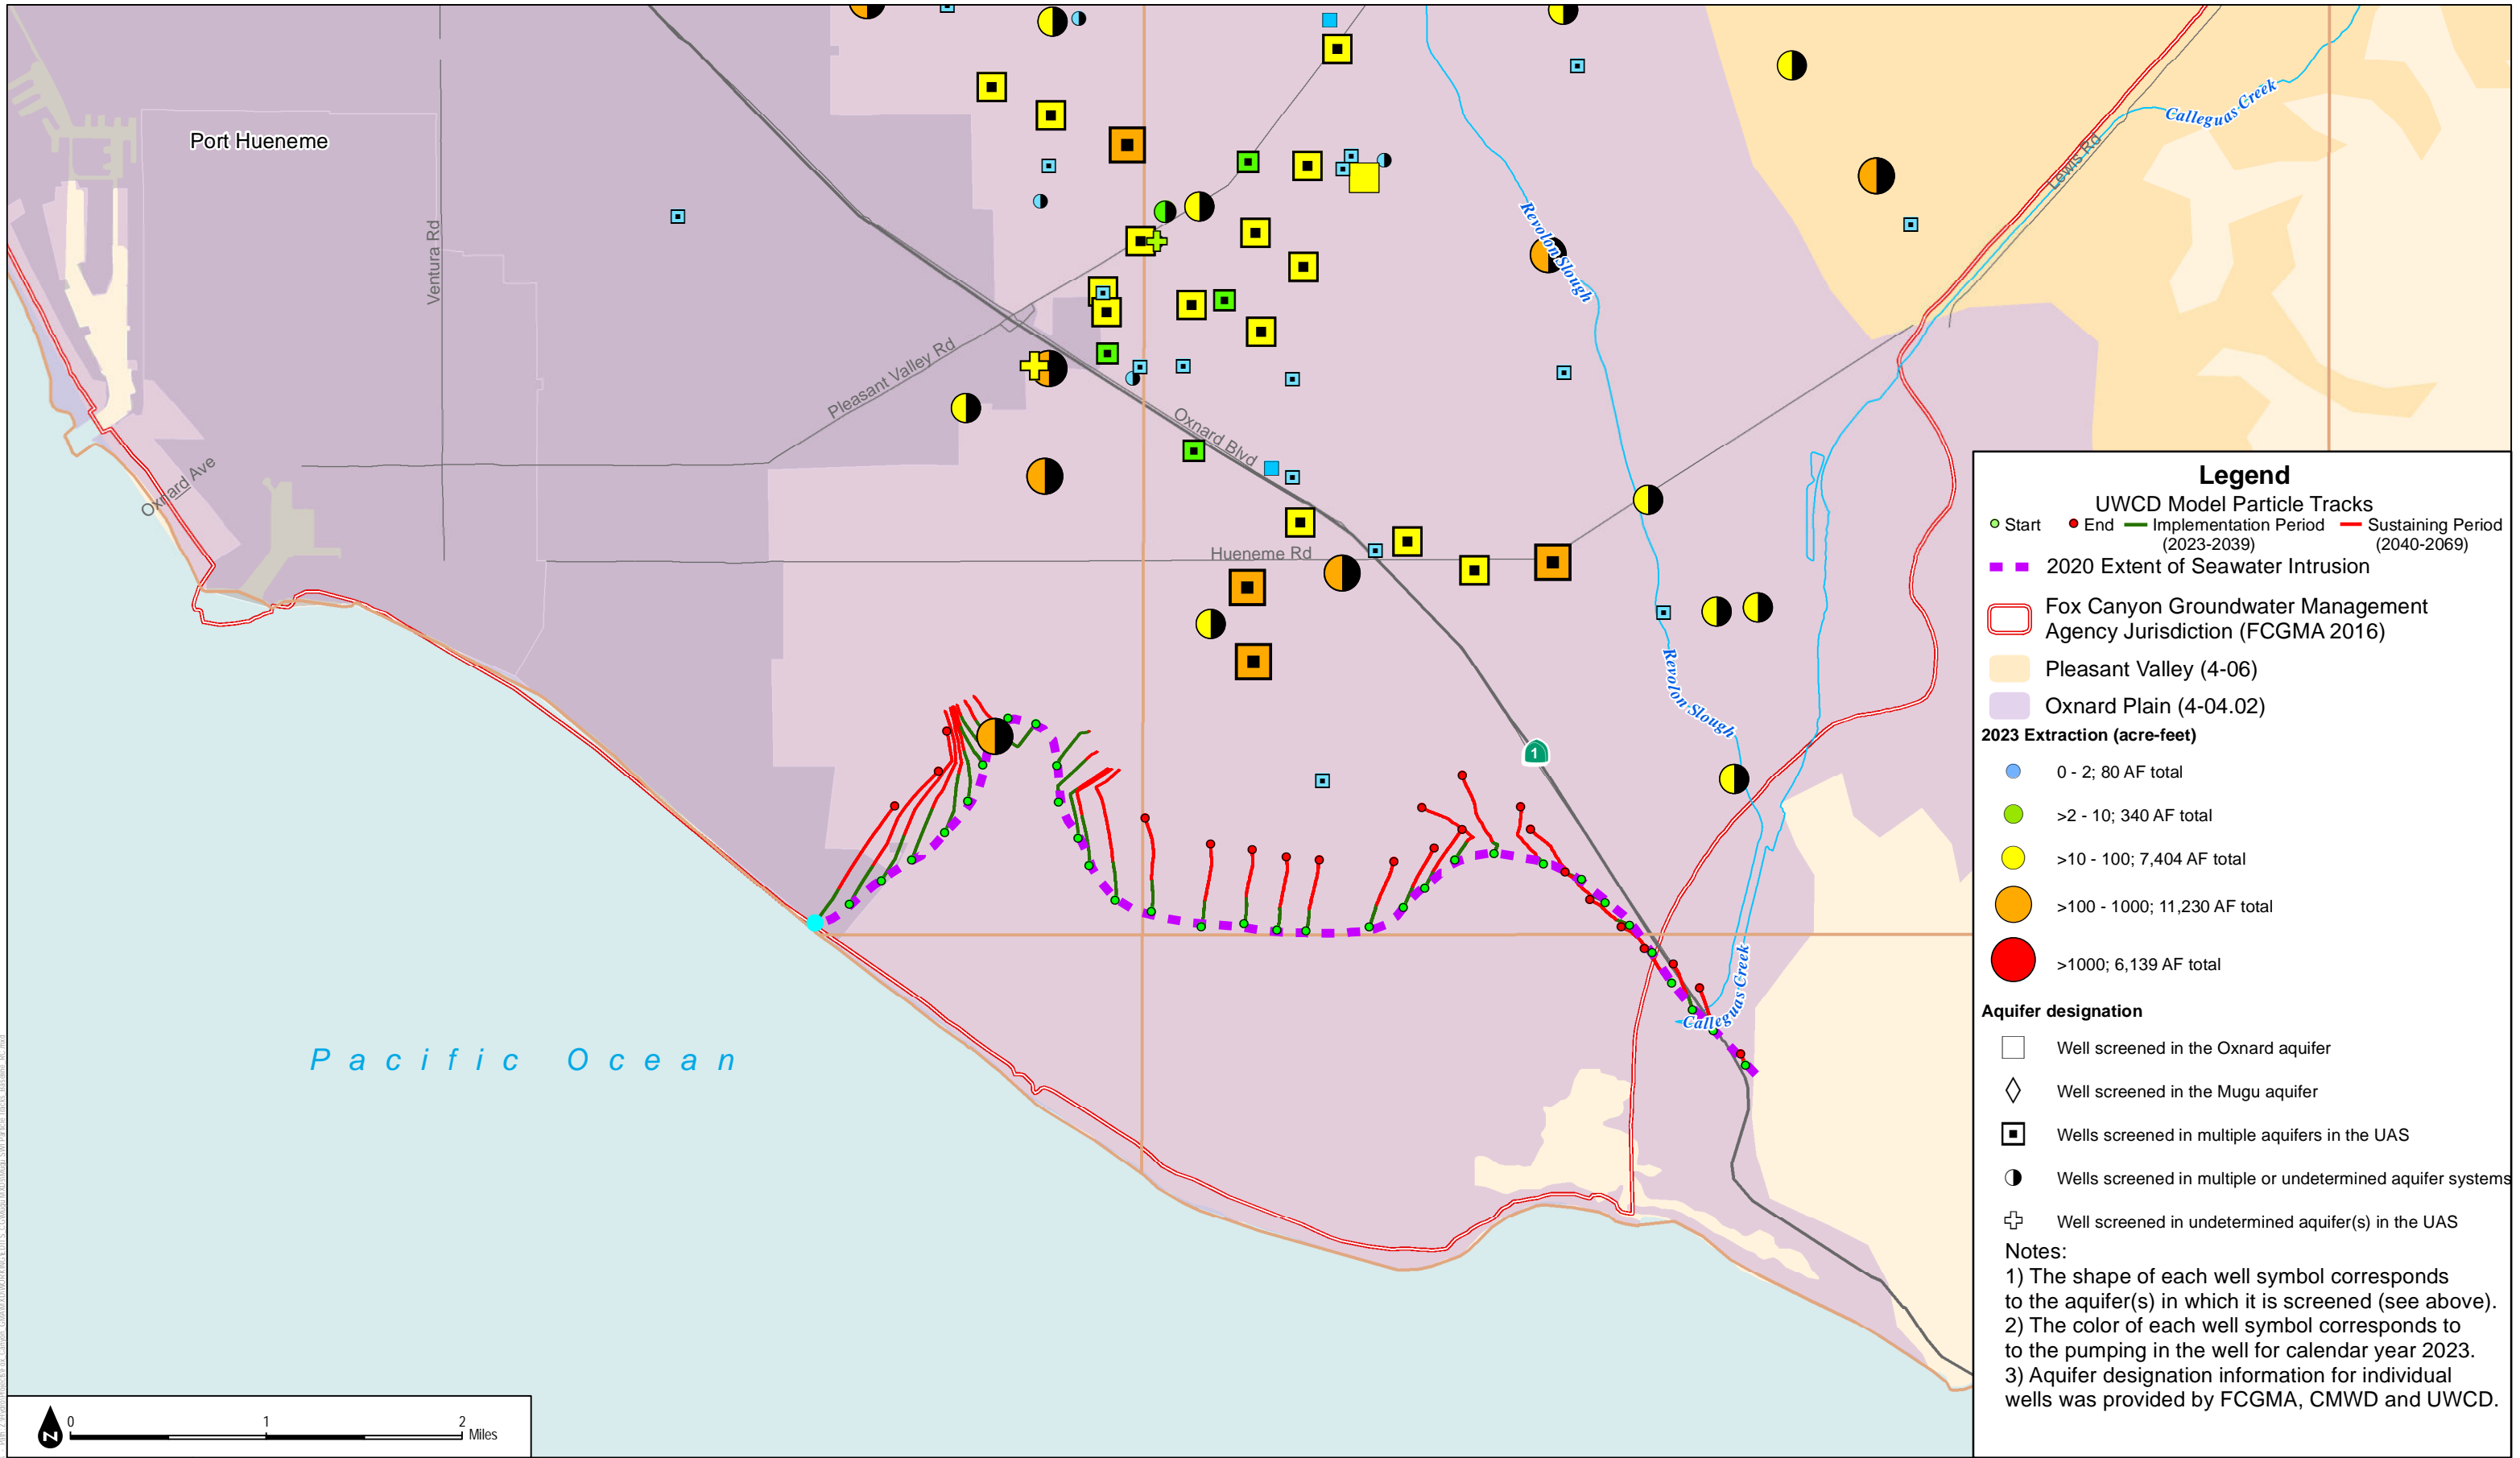 Port Hueneme
Ventura Rd
Oxnard Ave
Pleasant Valley Rd
Oxnard Blvd
Hueneme Rd
Revolon Slough
Revolon Slough
Calleguas Creek
Lewis Rd
1
Calleguas Creek
Pacific Ocean
N
0 1 2
Miles
Legend
UWCD Model Particle Tracks
Start End Implementation Period Sustaining Period
(2023-2039) (2040-2069)
2020 Extent of Seawater Intrusion
Fox Canyon Groundwater Management
Agency Jurisdiction (FCGMA 2016)
Pleasant Valley (4-06)
Oxnard Plain (4-04.02)
2023 Extraction (acre-feet)
0 - 2; 80 AF total
>2 - 10; 340 AF total
>10 - 100; 7,404 AF total
>100 - 1000; 11,230 AF total
>1000; 6,139 AF total
Aquifer designation
Well screened in the Oxnard aquifer
Well screened in the Mugu aquifer
Wells screened in multiple aquifers in the UAS
Wells screened in multiple or undetermined aquifer systems
Well screened in undetermined aquifer(s) in the UAS
Notes:
1) The shape of each well symbol corresponds
to the aquifer(s) in which it is screened (see above).
2) The color of each well symbol corresponds to
to the pumping in the well for calendar year 2023.
3) Aquifer designation information for individual
wells was provided by FCGMA, CMWD and UWCD.